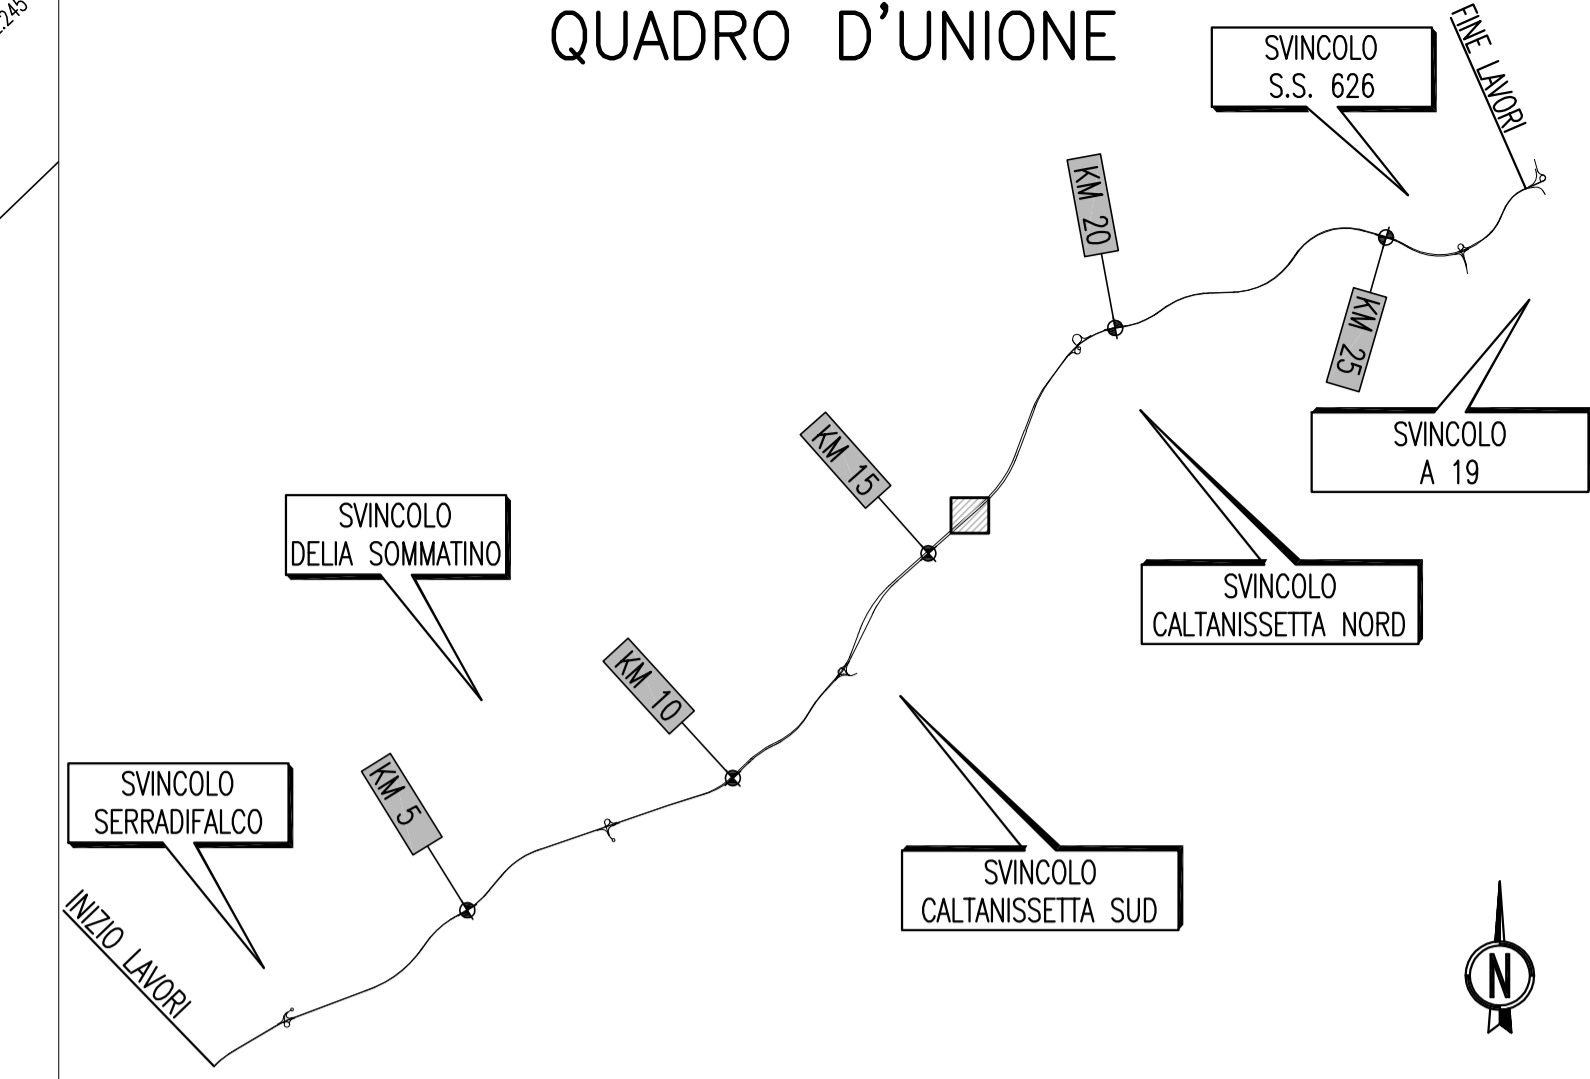 QUADRO D'UNIONE
SVINCOLO
S.S. 626
FINE LAVORI
KM 20
KM 25
SVINCOLO
A 19
KM 15
SVINCOLO
DELIA SOMMATINO
SVINCOLO
CALTANISSETTA NORD
KM 10
KM 5
SVINCOLO
SERRADIFALCO
SVINCOLO
CALTANISSETTA SUD
INIZIO LAVORI
N